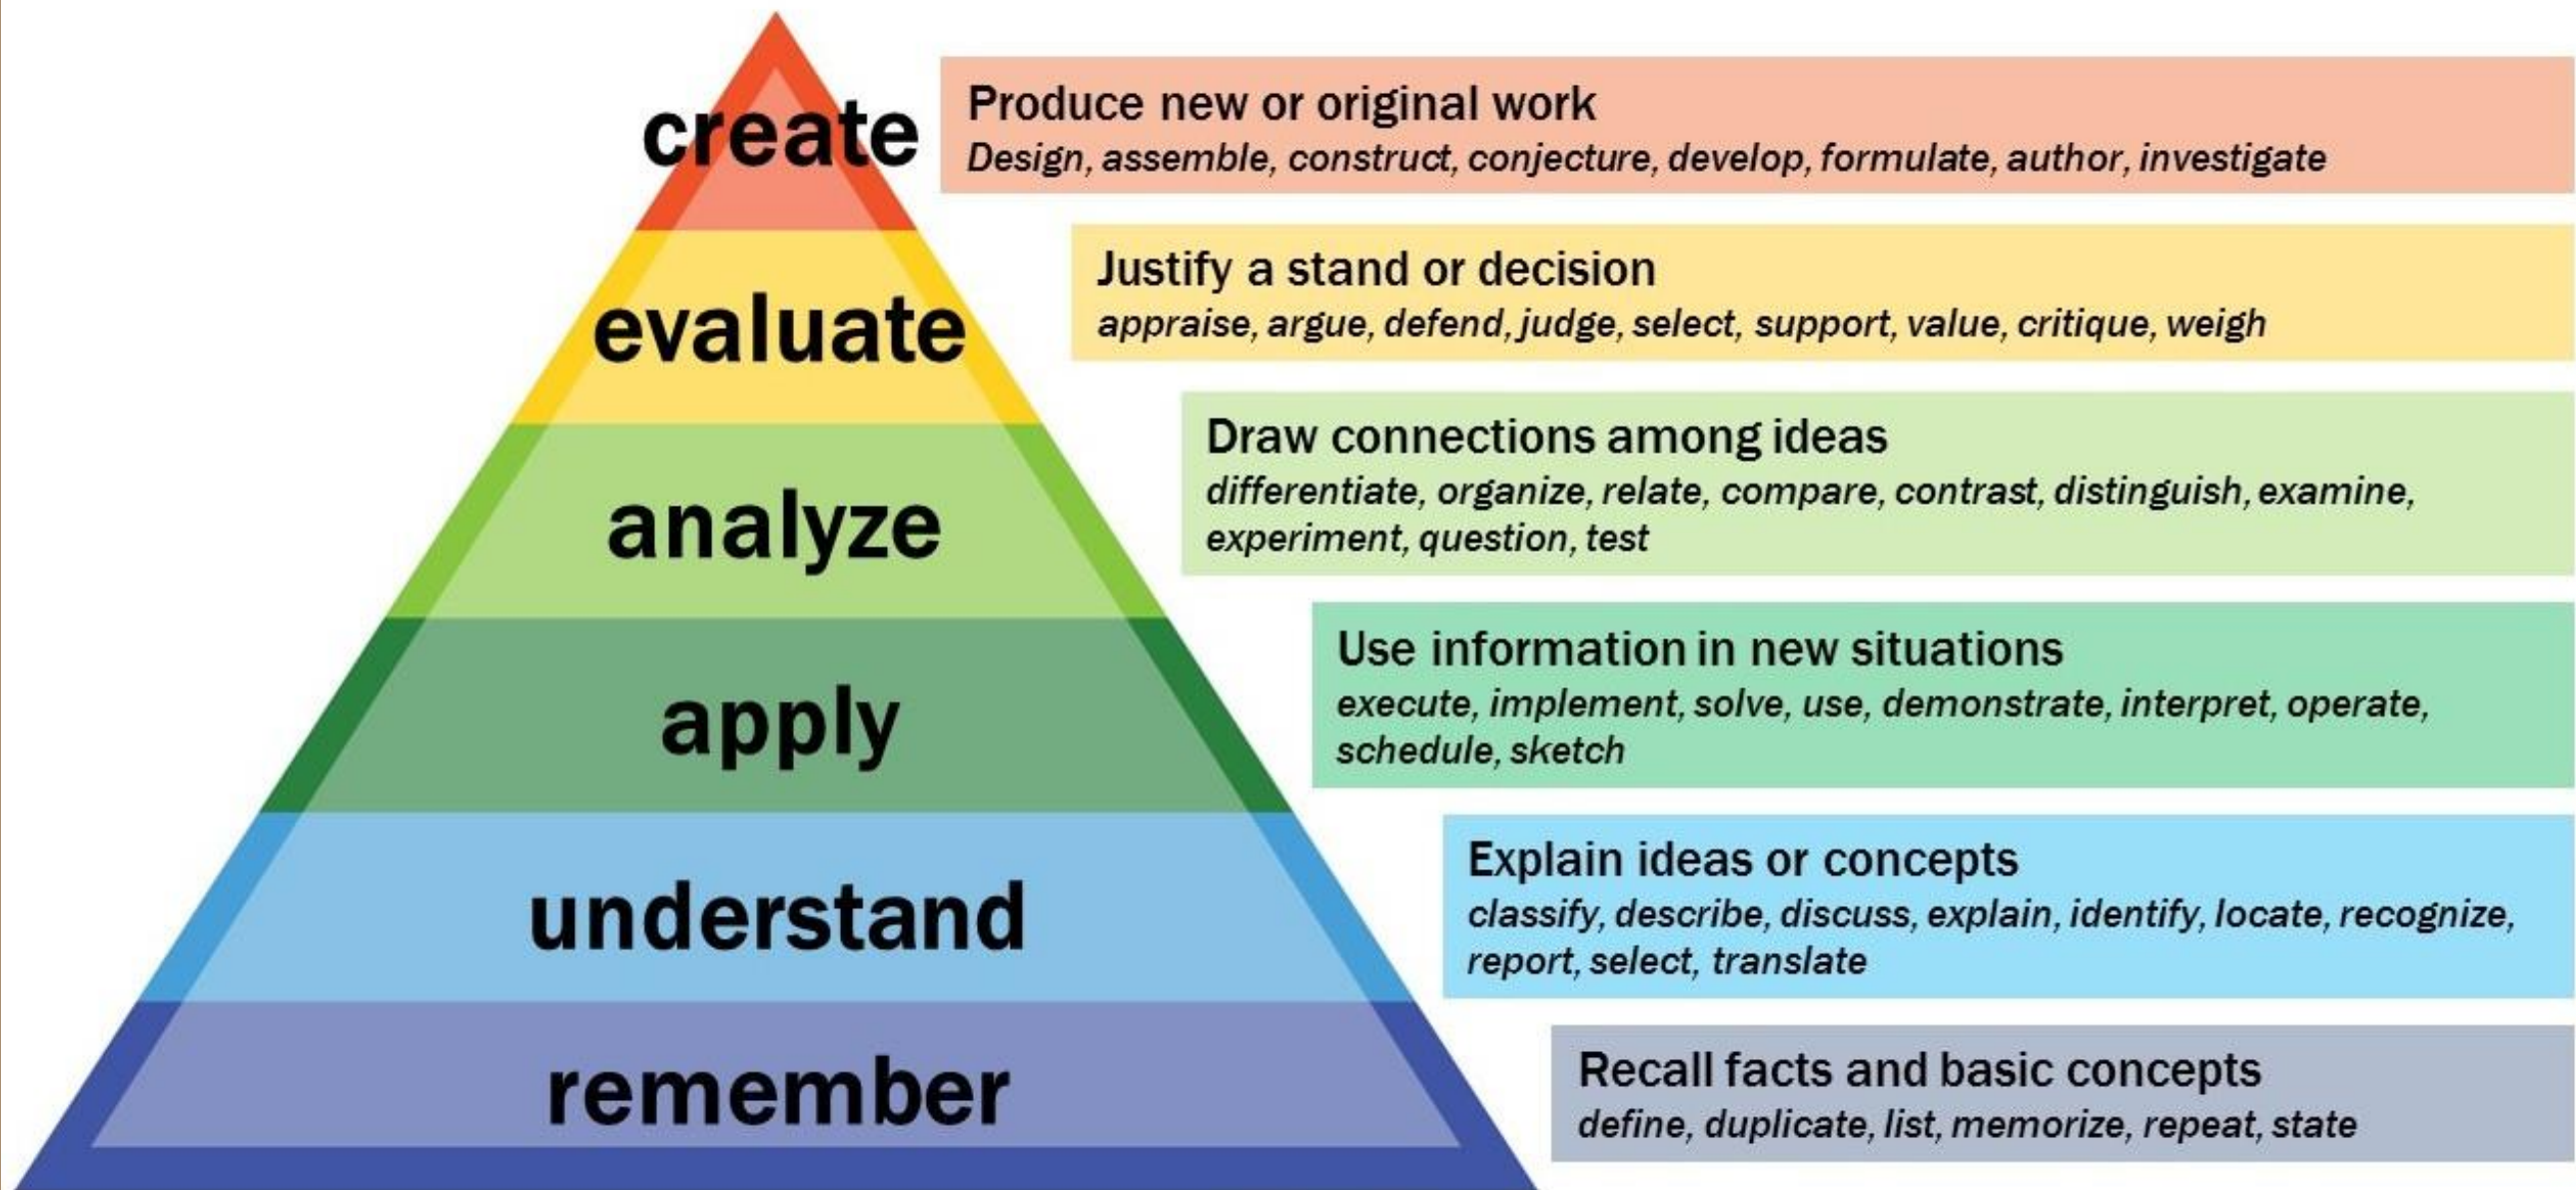 create
Produce new or original work
Design, assemble, construct, conjecture, develop, formulate, author, investigate
evaluate
Justify a stand or decision
appraise, argue, defend, judge, select, support, value, critique, weigh
analyze
Draw connections among ideas
differentiate, organize, relate, compare, contrast, distinguish, examine,
experiment, question, test
apply
Use information in new situations
execute, implement, solve, use, demonstrate, interpret, operate,
schedule, sketch
understand
Explain ideas or concepts
classify, describe, discuss, explain, identify, locate, recognize,
report, select, translate
remember
Recall facts and basic concepts
define, duplicate, list, memorize, repeat, state